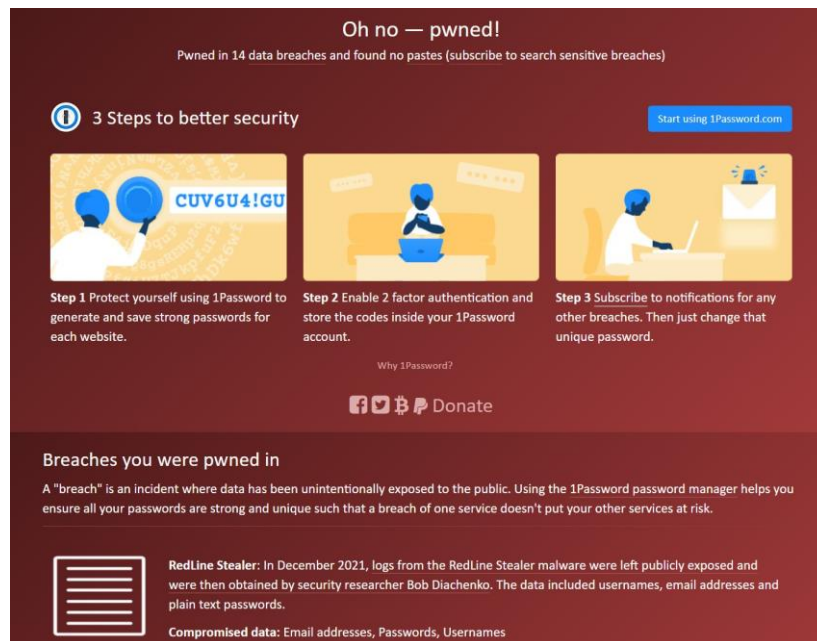 Oh no — pwned!
Pwned in 14 data breaches and found no pastes (subscribe to search sensitive breaches)
3 Steps to better security
Start using 1Password.com
CUV6U4!GU
Step 1 Protect yourself using 1Password to
generate and save strong passwords for
each website.
Step 2 Enable 2 factor authentication and
store the codes inside your 1Password
account.
Step 3 Subscribe to notifications for any
other breaches. Then just change that
unique password.
Why 1Password?
Donate
Breaches you were pwned in
A "breach" is an incident where data has been unintentionally exposed to the public. Using the 1Password password manager helps you
ensure all your passwords are strong and unique such that a breach of one service doesn't put your other services at risk.
RedLine Stealer: In December 2021, logs from the RedLine Stealer malware were left publicly exposed and
were then obtained by security researcher Bob Diachenko. The data included usernames, email addresses and
plain text passwords.
Compromised data: Email addresses, Passwords, Usernames